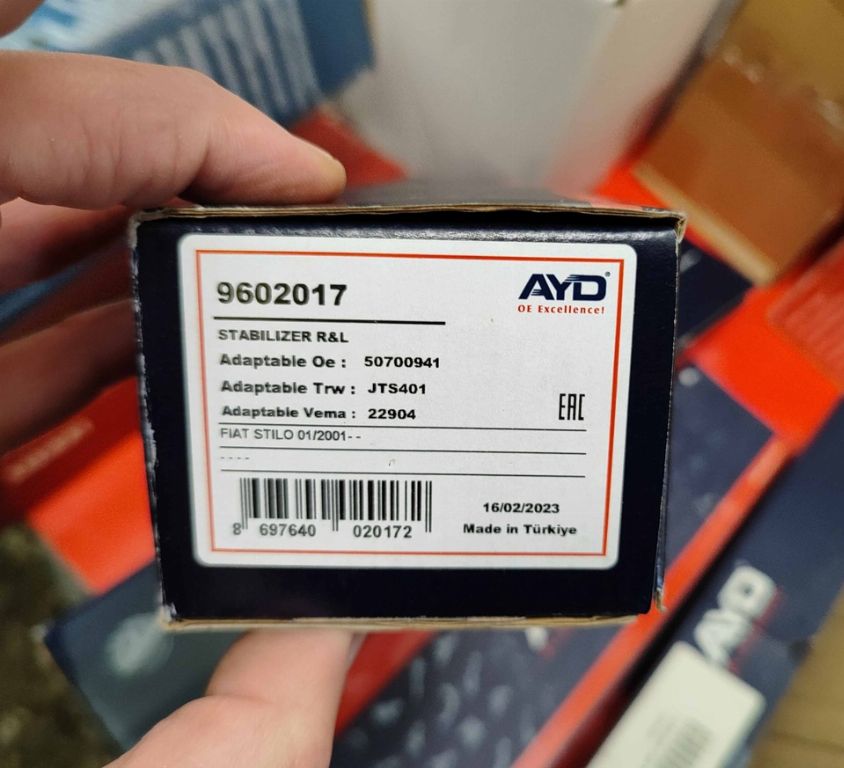 9602017
AYD®
OE Excellence!
STABILIZER R&L
Adaptable Oe : 50700941
Adaptable Trw : JTS401
Adaptable Vema : 22904
EAC
FIAT STILO 01/2001- -
- - - -
8 697640 020172
16/02/2023
Made in Türkiye
AYD